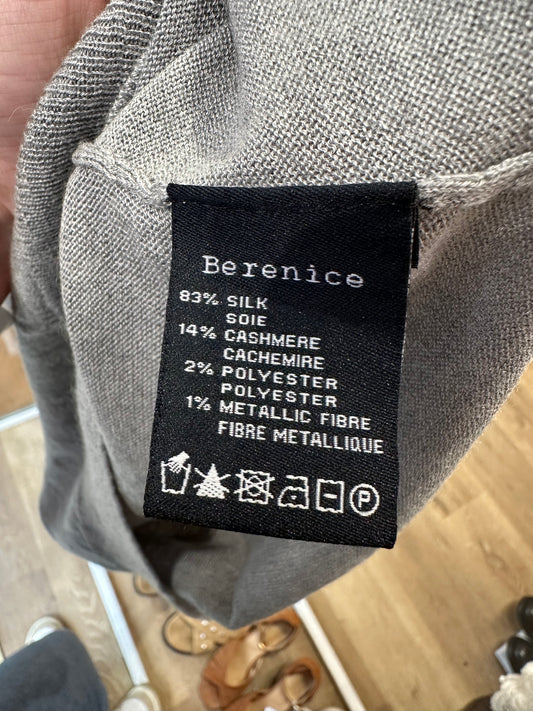 Berenice
83% SILK
SOIE
14% CASHMERE
CACHEMIRE
2% POLYESTER
POLYESTER
1% METALLIC FIBRE
FIBRE METALLIQUE
P